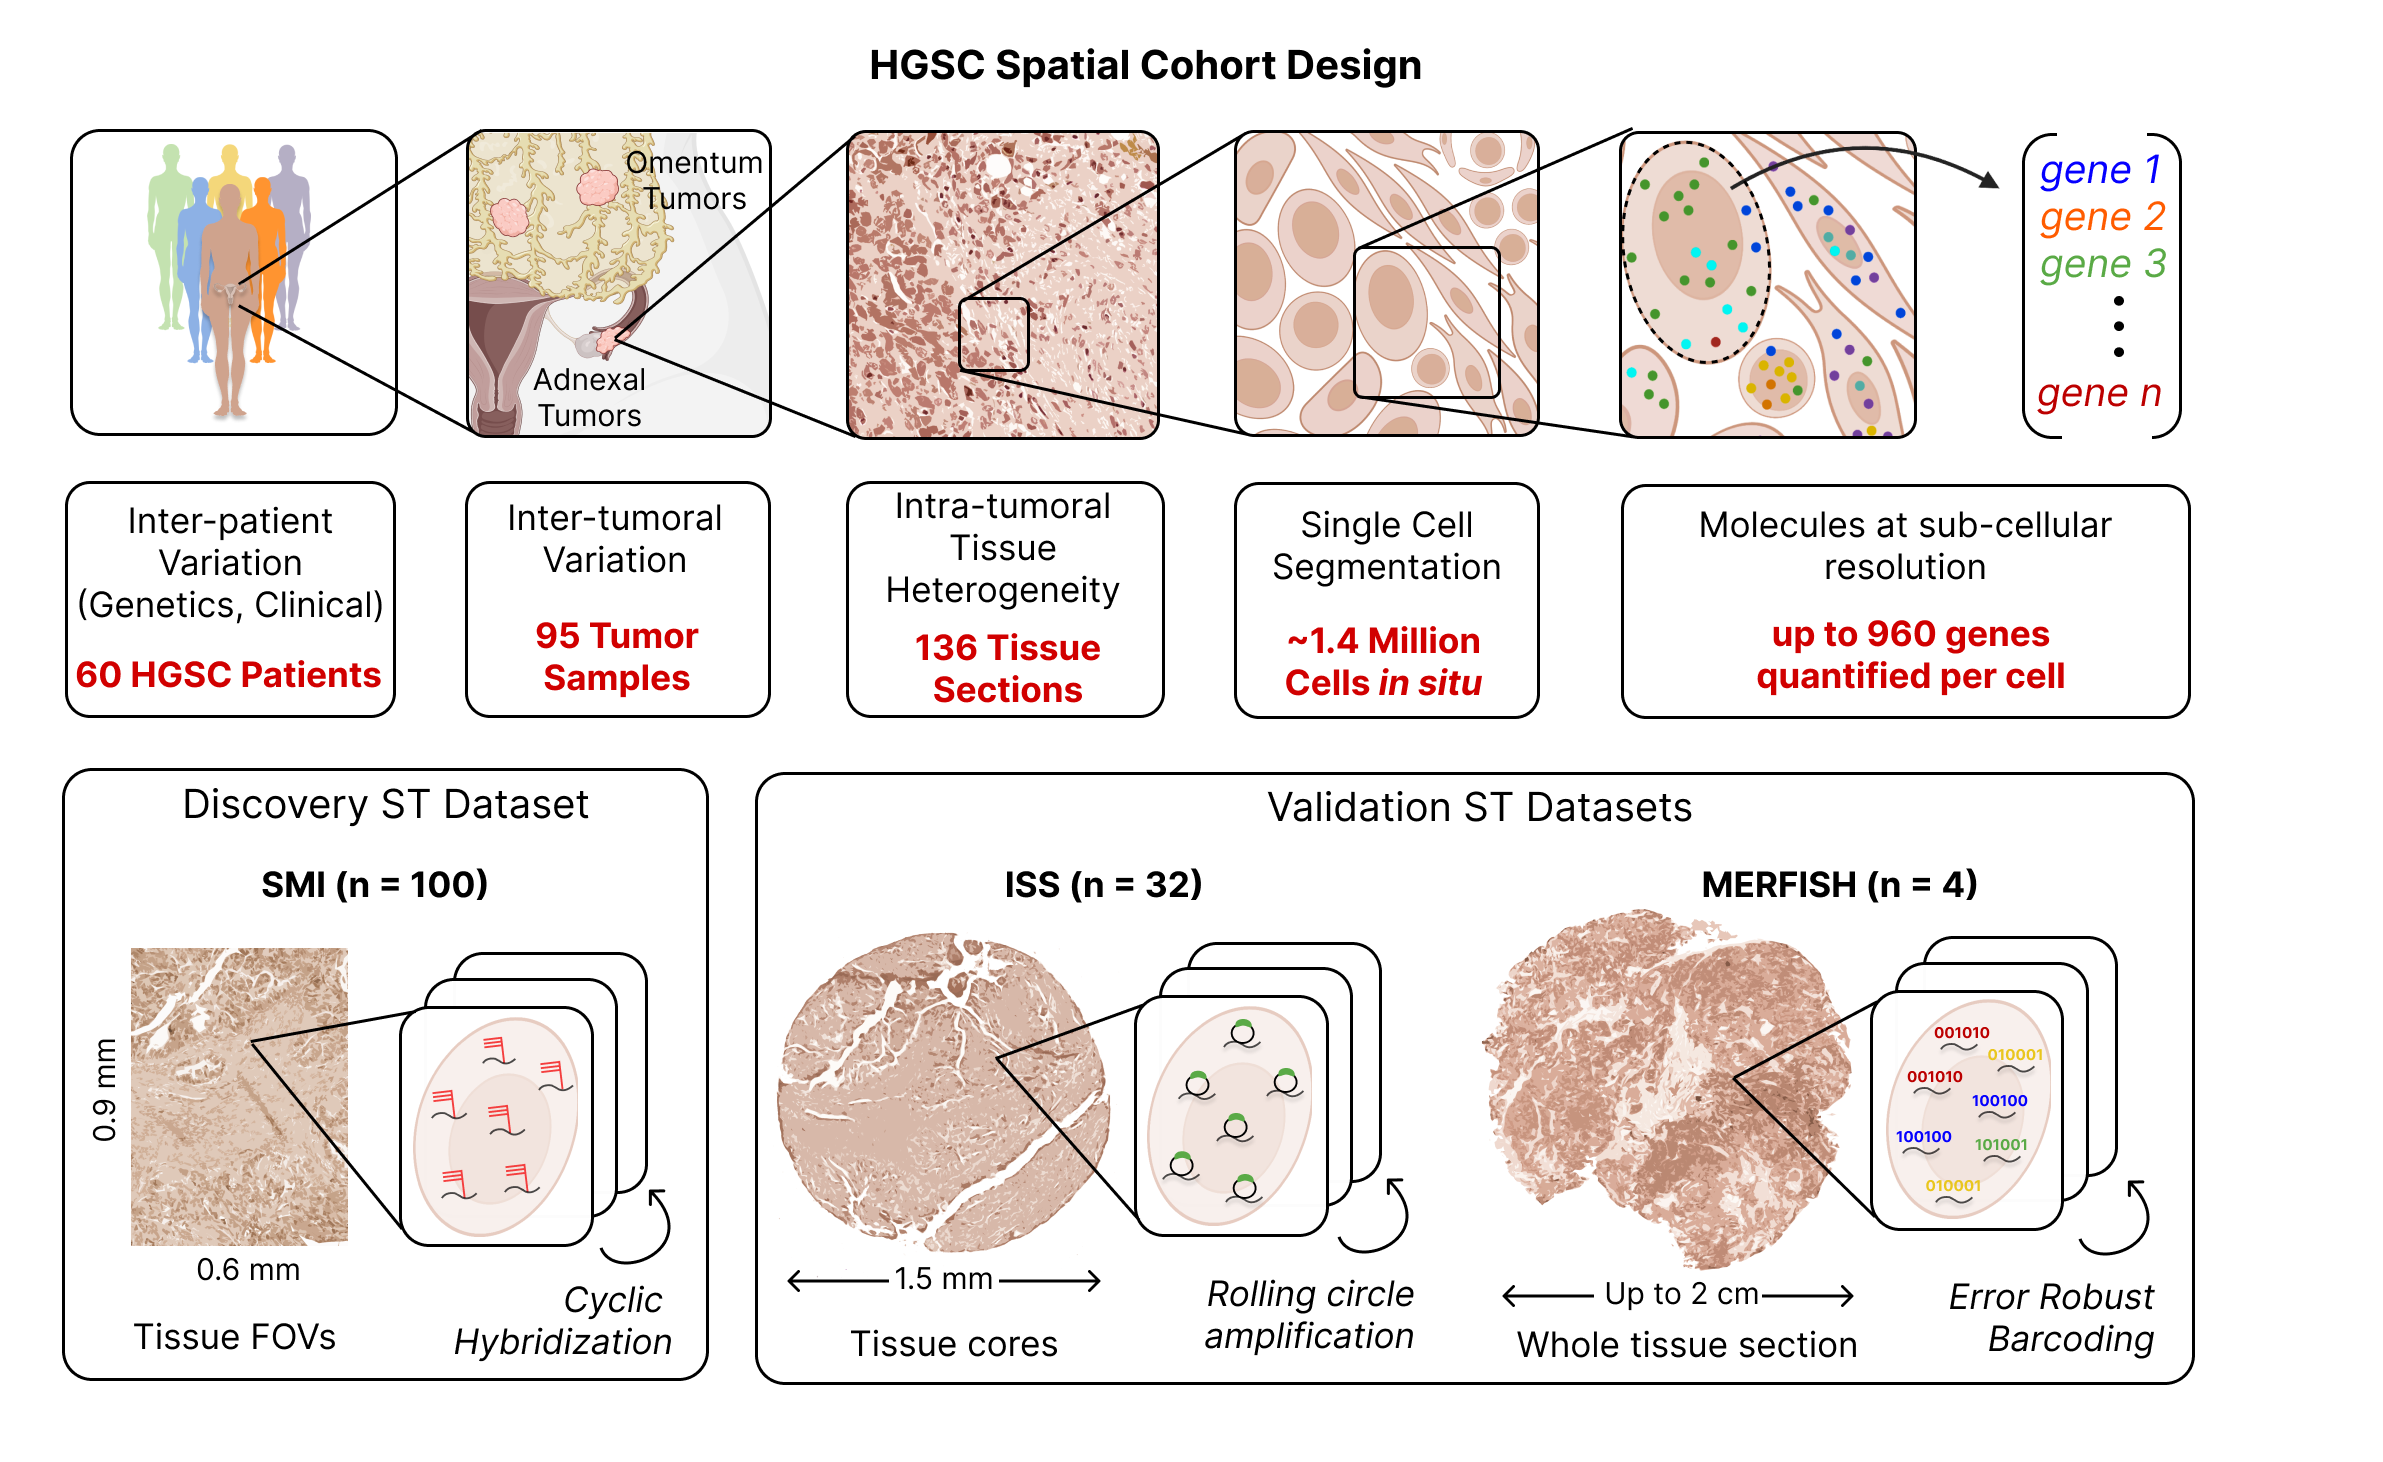 HGSC Spatial Cohort Design
Omentum
Tumors
Adnexal
Tumors
gene 1
gene 2
gene 3
gene n
Inter-patient
Variation
(Genetics, Clinical)
60 HGSC Patients
Inter-tumoral
Variation
95 Tumor
Samples
Intra-tumoral
Tissue
Heterogeneity
136 Tissue
Sections
Single Cell
Segmentation
~1.4 Million
Cells in situ
Molecules at sub-cellular
resolution
up to 960 genes
quantified per cell
Discovery ST Dataset
SMI (n = 100)
0.9 mm
0.6 mm
Tissue FOVs
Cyclic
Hybridization
Validation ST Datasets
ISS (n = 32)
1.5 mm
Tissue cores
Rolling circle
amplification
MERFISH (n = 4)
001010
010001
001010
100100
100100
101001
010001
Up to 2 cm
Whole tissue section
Error Robust
Barcoding